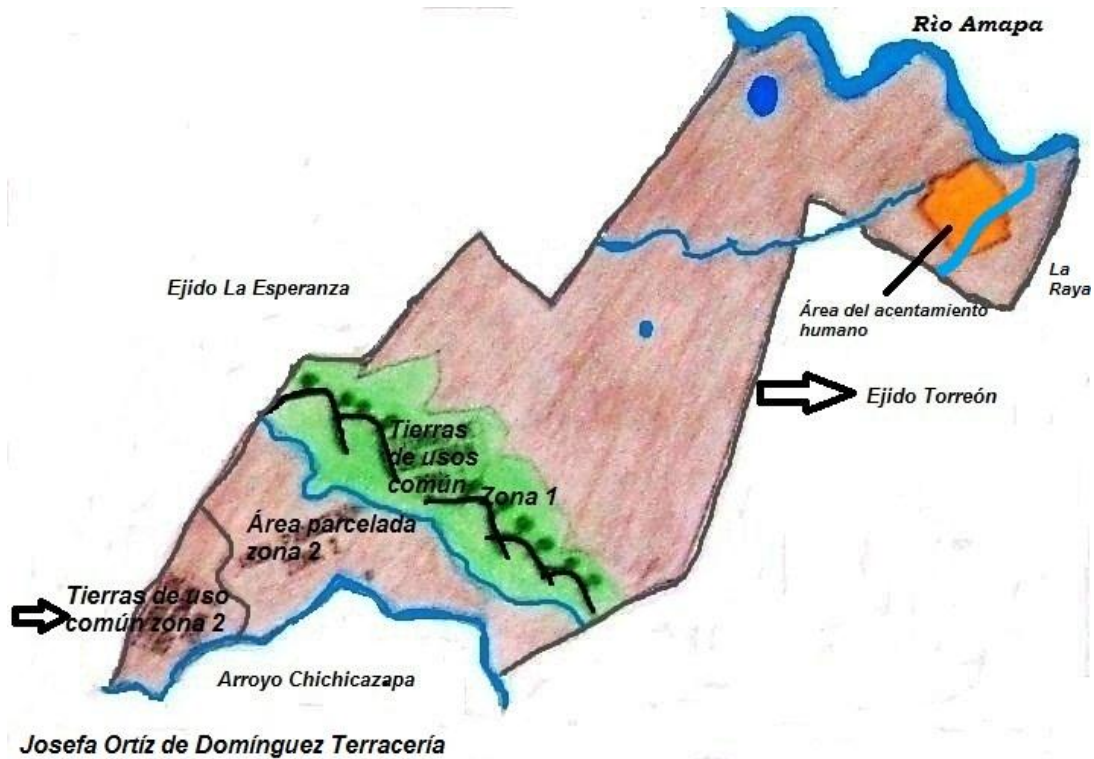 Rìo Amapa
Ejido La Esperanza
La
Raya
Área del acentamiento
humano
Ejido Torreón
Tierras
de usos
común Zona 1
Área parcelada
zona 2
Tierras de uso
común zona 2
Arroyo Chichicazapa
Josefa Ortíz de Domínguez Terracería